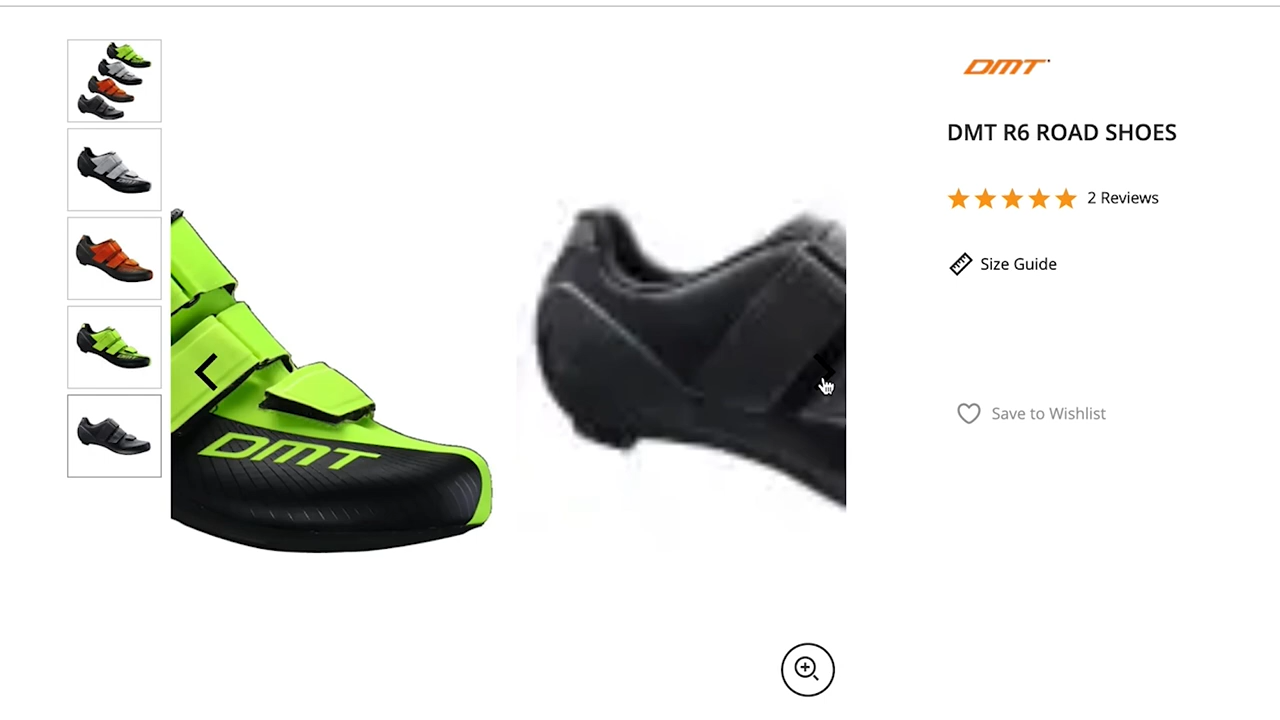 DMT
DMT R6 ROAD SHOES
2 Reviews
Size Guide
Save to Wishlist
DMT